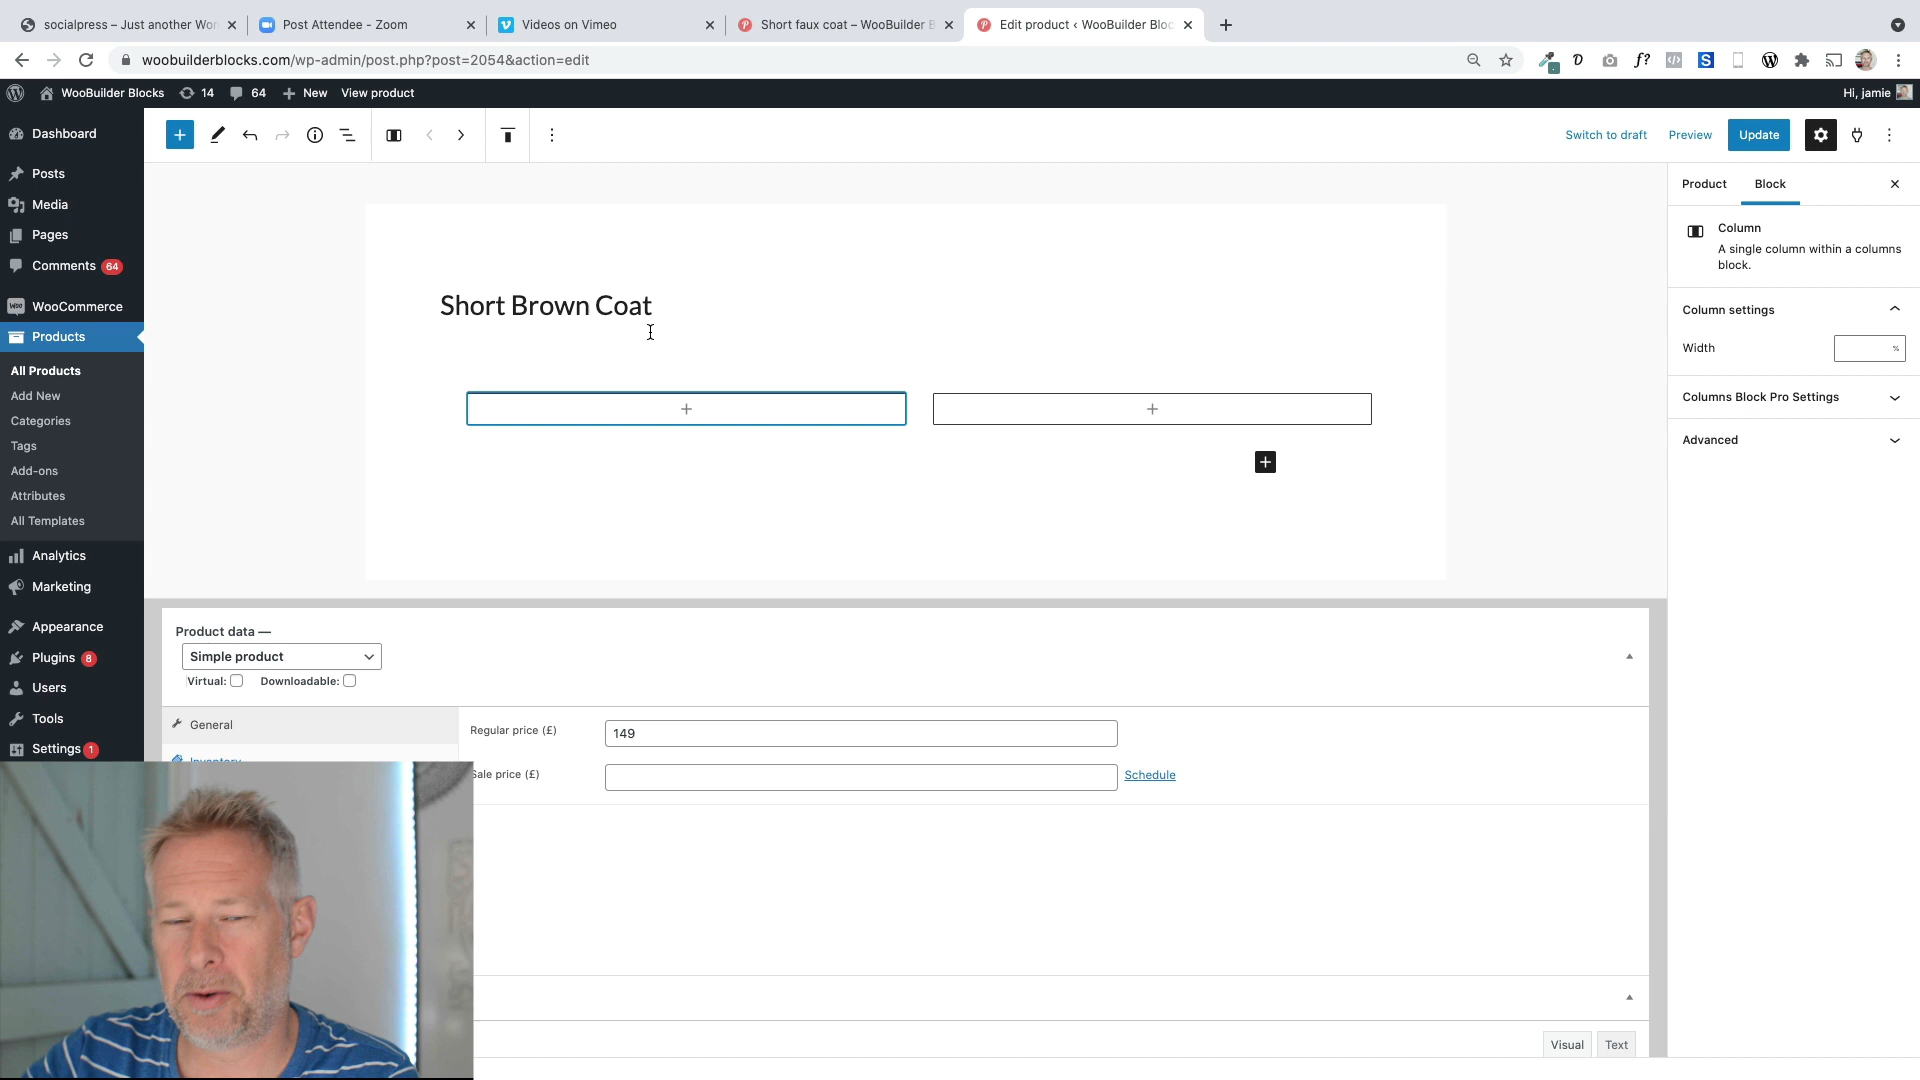 socialpress – Just another Wor
Post Attendee - Zoom
Videos on Vimeo
Short faux coat – WooBuilder B
Edit product ‹ WooBuilder Bloc
woobuilderblocks.com/wp-admin/post.php?post=2054&action=edit
WooBuilder Blocks
14
64
New
View product
Hi, jamie
Dashboard
Posts
Media
Pages
Comments 64
WooCommerce
Products
All Products
Add New
Categories
Tags
Add-ons
Attributes
All Templates
Analytics
Marketing
Appearance
Plugins 8
Users
Tools
Settings 1
Switch to draft
Preview
Update
Product
Block
Column
A single column within a columns
block.
Column settings
Width
%
Columns Block Pro Settings
Advanced
Short Brown Coat
Product data —
Simple product
Virtual:
Downloadable:
General
Inventory
Regular price (£)
149
Sale price (£)
Schedule
Visual
Text